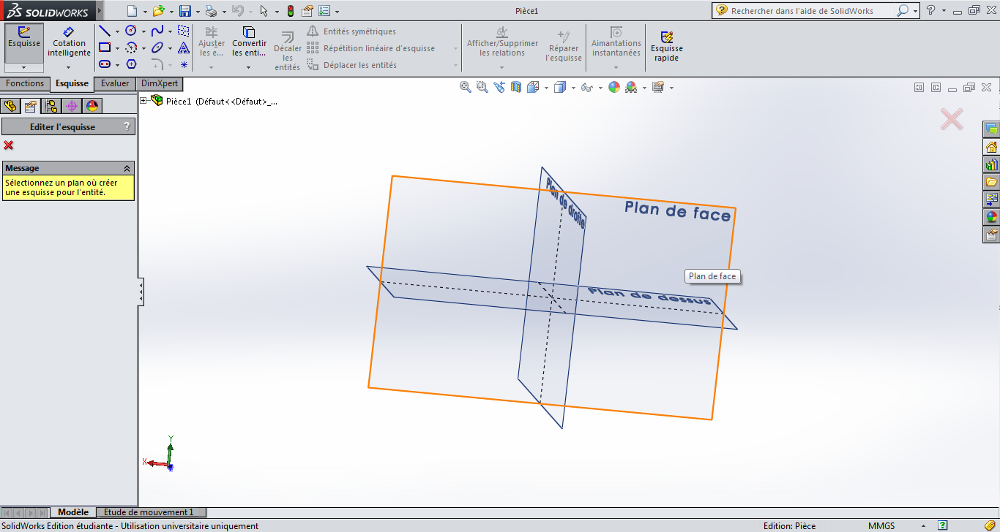 SOLIDWORKS
Pièce1
Rechercher dans l'aide de SolidWorks
Esquisse
Cotation
intelligente
Ajuster
les e...
Convertir
les enti...
Décaler
les
entités
Entités symétriques
Répétition linéaire d'esquisse
Déplacer les entités
Afficher/Supprimer
les relations
Réparer
l'esquisse
Aimantations
instantanées
Esquisse
rapide
Fonctions
Esquisse
Evaluer
DimXpert
Pièce1 (Défaut<<Défaut>_...
Editer l'esquisse
?
Message
Sélectionnez un plan où créer
une esquisse pour l'entité.
Plan de droite
Plan de face
Plan de face
Plan de dessus
Y
X
Z
Modèle
Etude de mouvement 1
SolidWorks Edition étudiante - Utilisation universitaire uniquement
Edition: Pièce
MMGS